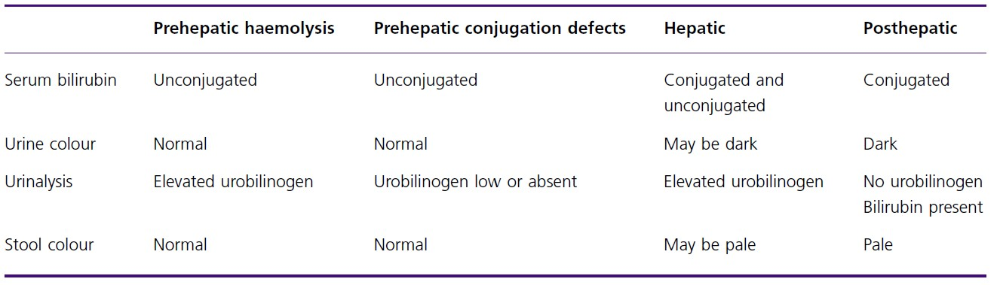 Prehepatic haemolysis Prehepatic conjugation defects Hepatic Posthepatic
Serum bilirubin Unconjugated Unconjugated Conjugated and Conjugated
unconjugated
Urine colour Normal Normal May be dark Dark
Urinalysis Elevated urobilinogen Urobilinogen low or absent Elevated urobilinogen No urobilinogen
Bilirubin present
Stool colour Normal Normal May be pale Pale